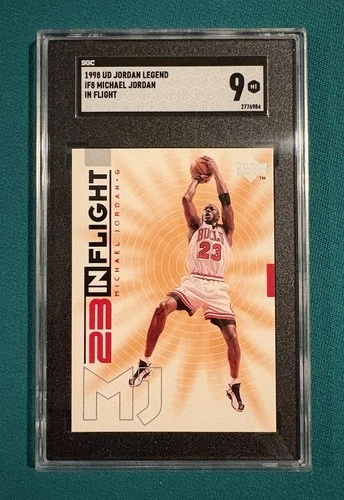 SGC
1998 UD JORDAN LEGEND
IF8 MICHAEL JORDAN
IN FLIGHT
9
MT
2776984
23 IN FLIGHT
MICHAEL JORDAN • G
BULLS
23
MJ
TM